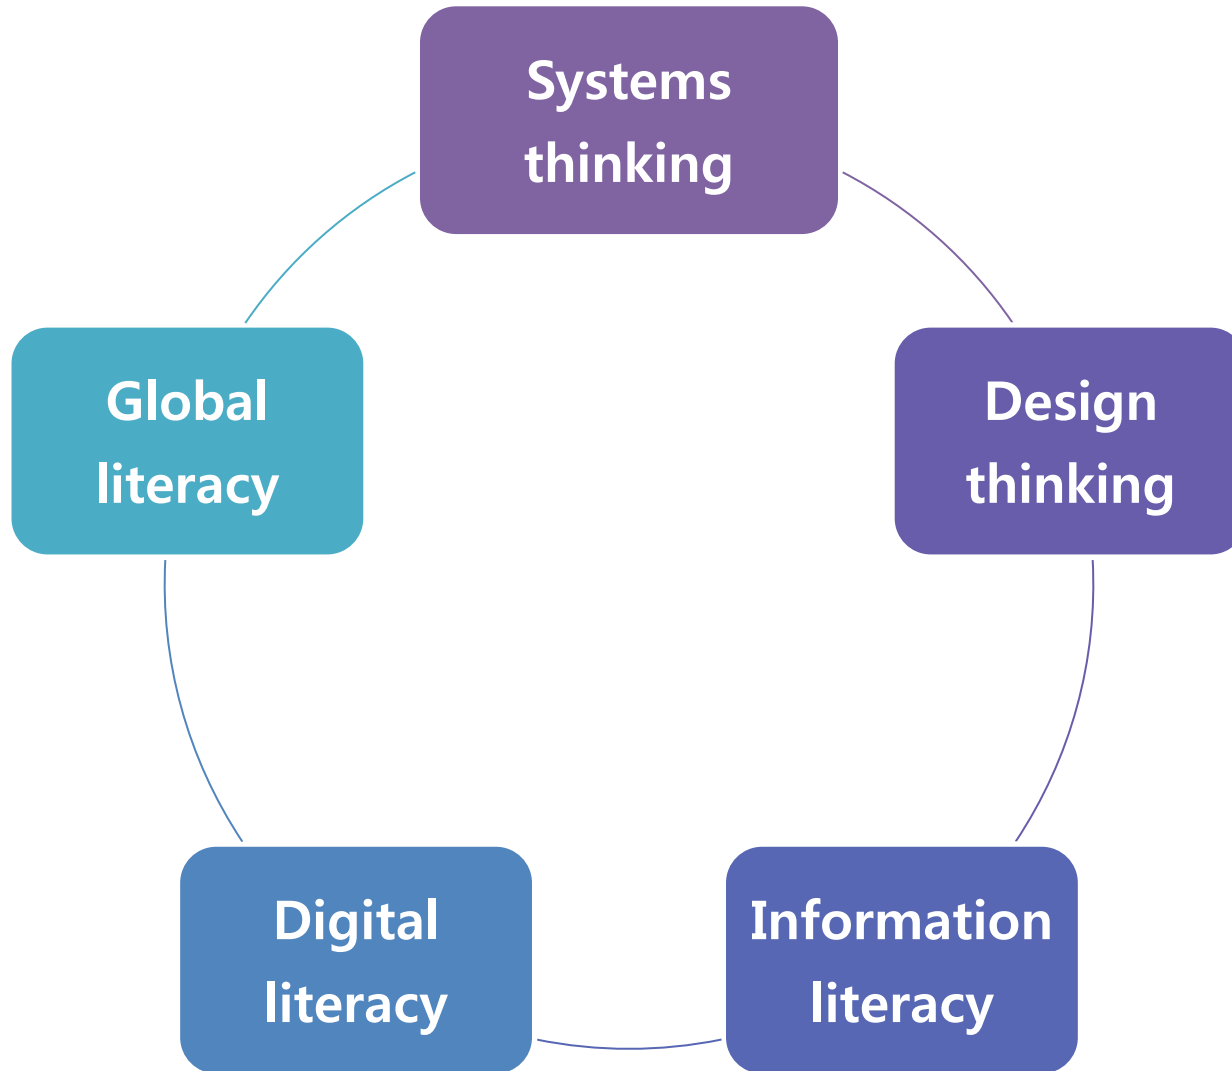 Systems
thinking
Global
literacy
Design
thinking
Digital
literacy
Information
literacy